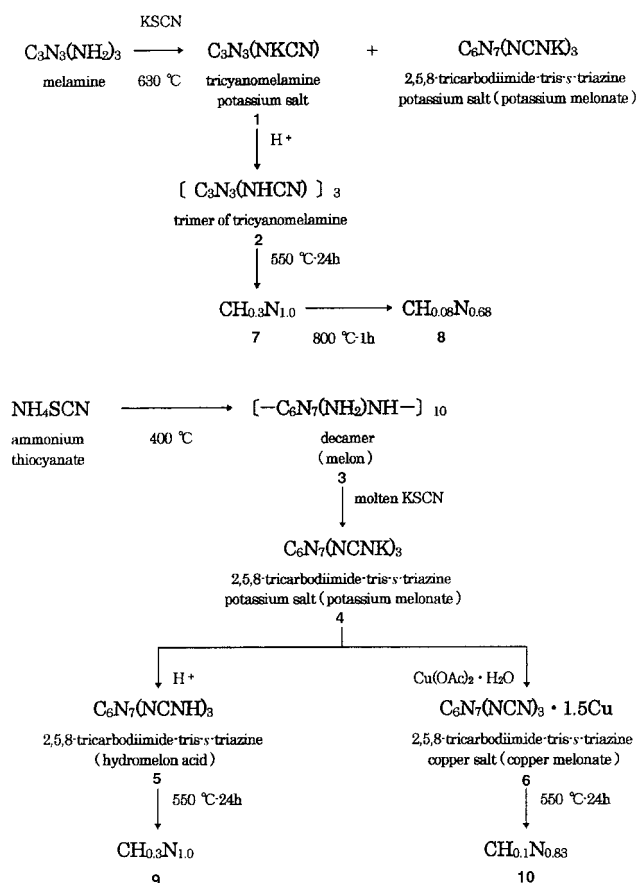 KSCN
C₃N₃(NH₂)₃ 630 ℃ C₃N₃(NKCN) + C₆N₇(NCNK)₃
melamine tricyanomelamine 2,5,8-tricarbodiimide-tris-s-triazine
potassium salt potassium salt (potassium melonate)
1
H⁺
[ C₃N₃(NHCN) ] ₃
trimer of tricyanomelamine
2
550 ℃·24h
CH₀.₃N₁.₀ 800 ℃·1h CH₀.₀₈N₀.₆₈
7 8
NH₄SCN 400 ℃ [—C₆N₇(NH₂)NH—] ₁₀
ammonium decamer
thiocyanate (melon)
3
molten KSCN
C₆N₇(NCNK)₃
2,5,8-tricarbodiimide-tris-s-triazine
potassium salt (potassium melonate)
4
H⁺ Cu(OAc)₂・H₂O
C₆N₇(NCNH)₃ C₆N₇(NCN)₃・1.5Cu
2,5,8-tricarbodiimide-tris-s-triazine 2,5,8-tricarbodiimide-tris-s-triazine
(hydromelon acid) copper salt (copper melonate)
5 6
550 ℃·24h 550 ℃·24h
CH₀.₃N₁.₀ CH₀.₁N₀.₈₃
9 10